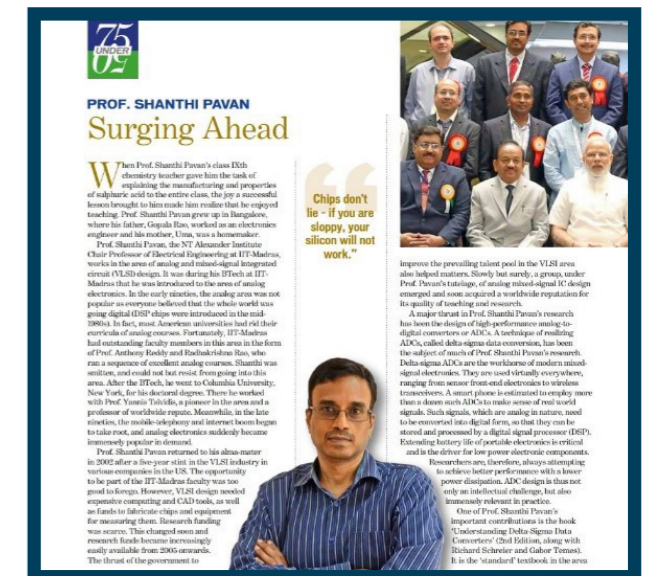 75
UNDER
50
PROF. SHANTHI PAVAN
Surging Ahead
When Prof. Shanthi Pavan's class IXth
chemistry teacher gave him the task of
explaining the manufacturing and properties
of sulphuric acid to the entire class, the joy a successful
lesson brought to him made him realize that he enjoyed
teaching. Prof. Shanthi Pavan grew up in Bangalore,
where his father, Gopala Rao, worked as an electronics
engineer and his mother, Uma, was a homemaker.
Prof. Shanthi Pavan, the NT Alexander Institute
Chair Professor of Electrical Engineering at IIT-Madras,
works in the area of analog and mixed-signal integrated
circuit (VLSI) design. It was during his BTech at IIT-
Madras that he was introduced to the area of analog
electronics. In the early nineties, the analog area was not
popular as everyone believed that the whole world was
going digital (DSP chips were introduced in the mid-
1980s). In fact, most American universities had rid their
curricula of analog courses. Fortunately, IIT-Madras
had outstanding faculty members in this area in the form
of Prof. Anthony Reddy and Radhakrishna Rao, who
ran a sequence of excellent analog courses. Shanthi was
smitten, and could not but resist from going into this
area. After the BTech, he went to Columbia University,
New York, for his doctoral degree. There he worked
with Prof. Yannis Tsividis, a pioneer in the area and a
professor of worldwide repute. Meanwhile, in the late
nineties, the mobile-telephony and internet boom began
to take root, and analog electronics suddenly became
immensely popular in demand.
Prof. Shanthi Pavan returned to his alma-mater
in 2002 after a five-year stint in the VLSI industry in
various companies in the US. The opportunity
to be part of the IIT-Madras faculty was too
good to forego. However, VLSI design needed
expensive computing and CAD tools, as well
as funds to fabricate chips and equipment
for measuring them. Research funding
was scarce. This changed soon and
research funds became increasingly
easily available from 2005 onwards.
The thrust of the government to
Chips don't
lie - if you are
sloppy, your
silicon will not
work."
improve the prevailing talent pool in the VLSI area
also helped matters. Slowly but surely, a group, under
Prof. Pavan's tutelage, of analog mixed-signal IC design
emerged and soon acquired a worldwide reputation for
its quality of teaching and research.
A major thrust in Prof. Shanthi Pavan's research
has been the design of high-performance analog-to-
digital converters or ADCs. A technique of realizing
ADCs, called delta-sigma data conversion, has been
the subject of much of Prof. Shanthi Pavan's research.
Delta-sigma ADCs are the workhorse of modern mixed-
signal electronics. They are used virtually everywhere,
ranging from sensor front-end electronics to wireless
transceivers. A smart phone is estimated to employ more
than a dozen such ADCs to make sense of real world
signals. Such signals, which are analog in nature, need
to be converted into digital form, so that they can be
stored and processed by a digital signal processor (DSP).
Extending battery life of portable electronics is critical
and is the driver for low power electronic components.
Researchers are, therefore, always attempting
to achieve better performance with a lower
power dissipation. ADC design is thus not
only an intellectual challenge, but also
immensely relevant in practice.
One of Prof. Shanthi Pavan's
important contributions is the book
'Understanding Delta-Sigma Data
Converters' (2nd Edition, along with
Richard Schreier and Gabor Temes).
It is the 'standard' textbook in the area